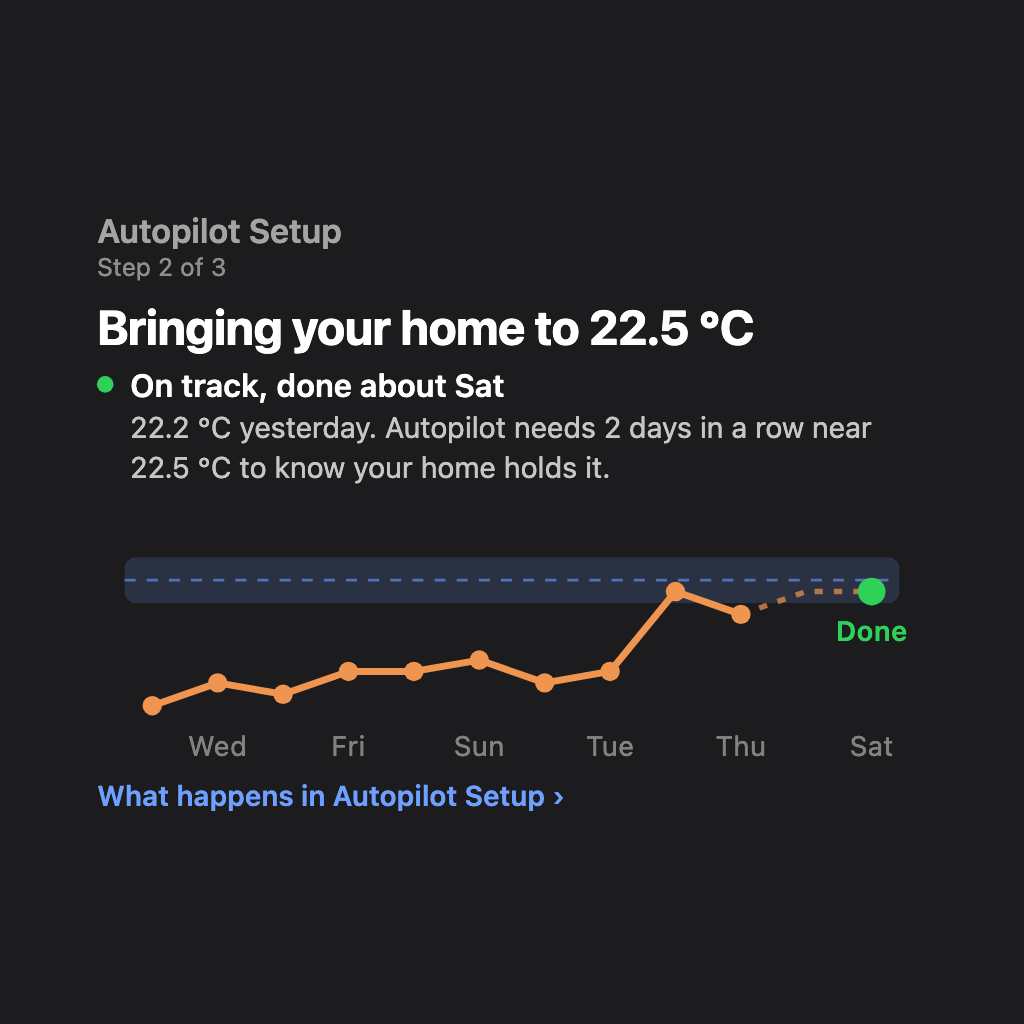 Autopilot Setup
Step 2 of 3
Bringing your home to 22.5 °C
On track, done about Sat
22.2 °C yesterday. Autopilot needs 2 days in a row near
22.5 °C to know your home holds it.
Done
Wed Fri Sun Tue Thu Sat
What happens in Autopilot Setup ›